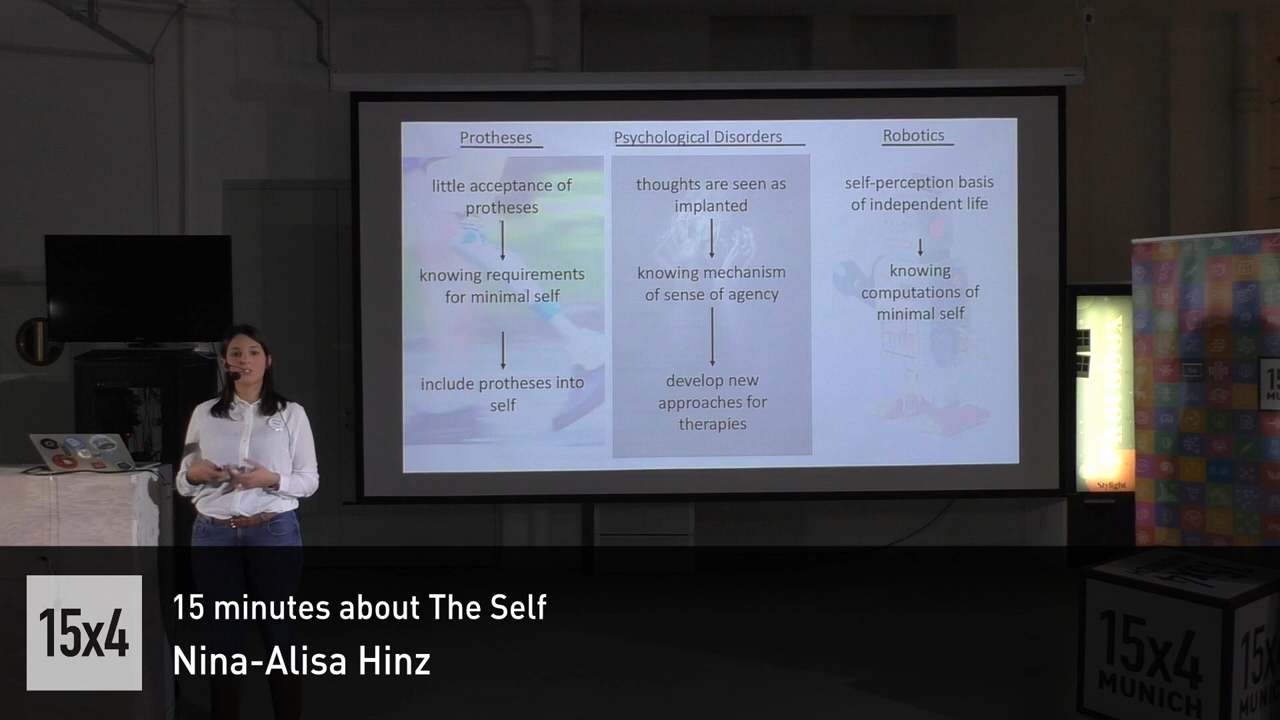 Protheses
little acceptance of
protheses
knowing requirements
for minimal self
include protheses into
self
Psychological Disorders
thoughts are seen as
implanted
knowing mechanism
of sense of agency
develop new
approaches for
therapies
Robotics
self-perception basis
of independent life
knowing
computations of
minimal self
Stylight
15x4
15 minutes about The Self
Nina-Alisa Hinz
15x4
MUNICH